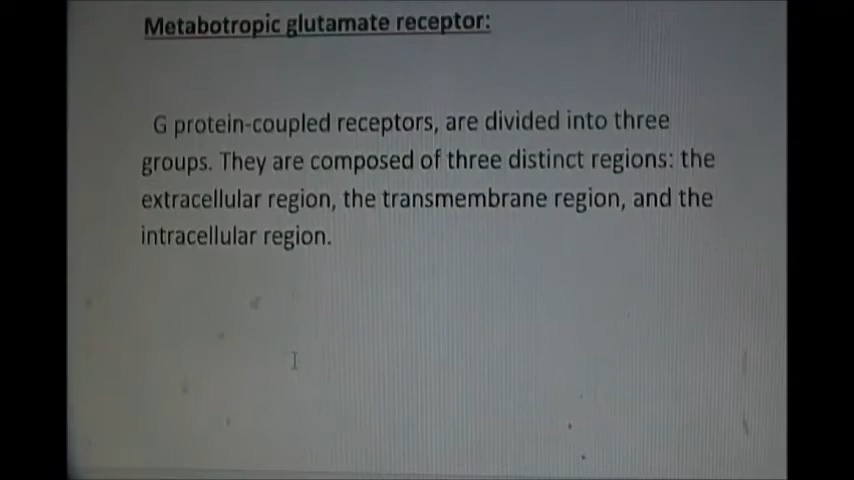 Metabotropic glutamate receptor:
G protein-coupled receptors, are divided into three
groups. They are composed of three distinct regions: the
extracellular region, the transmembrane region, and the
intracellular region.